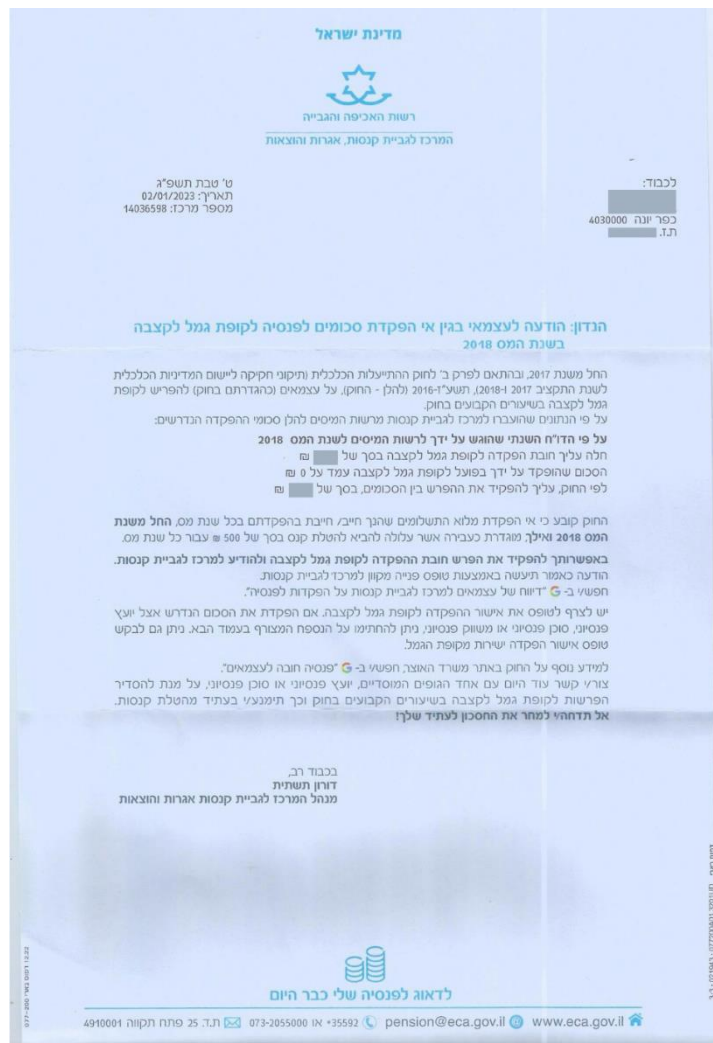 מדינת ישראל
רשות האכיפה והגבייה
המרכז לגביית קנסות, אגרות והוצאות
ט' טבת תשפ"ג
תאריך: 02/01/2023
מספר מרכז: 14036598
לכבוד:
כפר יונה 4030000
ת.ז.
הנדון: הודעה לעצמאי בגין אי הפקדת סכומים לפנסיה לקופת גמל לקצבה
בשנת המס 2018
החל משנת 2017, ובהתאם לפרק ב' לחוק ההתייעלות הכלכלית (תיקוני חקיקה ליישום המדיניות הכלכלית
לשנת התקציב 2017 ו-2018), תשע"ז-2016 (להלן - החוק), על עצמאים (כהגדרתם בחוק) להפריש לקופת
גמל לקצבה בשיעורים הקבועים בחוק.
על פי הנתונים שהועברו למרכז לגביית קנסות מרשות המיסים להלן סכומי ההפקדה הנדרשים:
על פי הדו"ח השנתי שהוגש על ידך לרשות המיסים לשנת המס 2018
חלה עליך חובת הפקדה לקופת גמל לקצבה בסך של ₪
הסכום שהופקד על ידך בפועל לקופת גמל לקצבה עמד על 0 ₪
לפי החוק, עליך להפקיד את ההפרש בין הסכומים, בסך של ₪
החוק קובע כי אי הפקדת מלוא התשלומים שהנך חייב/ חייבת בהפקדתם בכל שנת מס, החל משנת
המס 2018 ואילך, מוגדרת כעבירה אשר עלולה להביא להטלת קנס בסך של 500 ₪ עבור כל שנת מס.
באפשרותך להפקיד את הפרש חובת ההפקדה לקופת גמל לקצבה ולהודיע למרכז לגביית קנסות.
הודעה כאמור תיעשה באמצעות טופס פנייה מקוון למרכז לגביית קנסות.
חפשו/י ב- G "דיווח של עצמאים למרכז לגביית קנסות על הפקדות לפנסיה".
יש לצרף לטופס את אישור ההפקדה לקופת גמל לקצבה. אם הפקדת את הסכום הנדרש אצל יועץ
פנסיוני, סוכן פנסיוני או משווק פנסיוני, ניתן להחתימו על הנספח המצורף בעמוד הבא. ניתן גם לבקש
טופס אישור הפקדה ישירות מקופת הגמל.
למידע נוסף על החוק באתר משרד האוצר, חפש/י ב- G "פנסיה חובה לעצמאים".
צור/י קשר עוד היום עם אחד הגופים המוסדיים, יועץ פנסיוני או סוכן פנסיוני, על מנת להסדיר
הפרשות לקופת גמל לקצבה בשיעורים הקבועים בחוק וכך תימנע/י בעתיד מהטלת קנסות.
אל תדחה/י למחר את החסכון לעתיד שלך!
בכבוד רב,
דורון תשתית
מנהל המרכז לגביית קנסות אגרות והוצאות
לדאוג לפנסיה שלי כבר היום
www.eca.gov.il pension@eca.gov.il 35592* או 073-2055000 ת.ד. 25 פתח תקווה 4910001